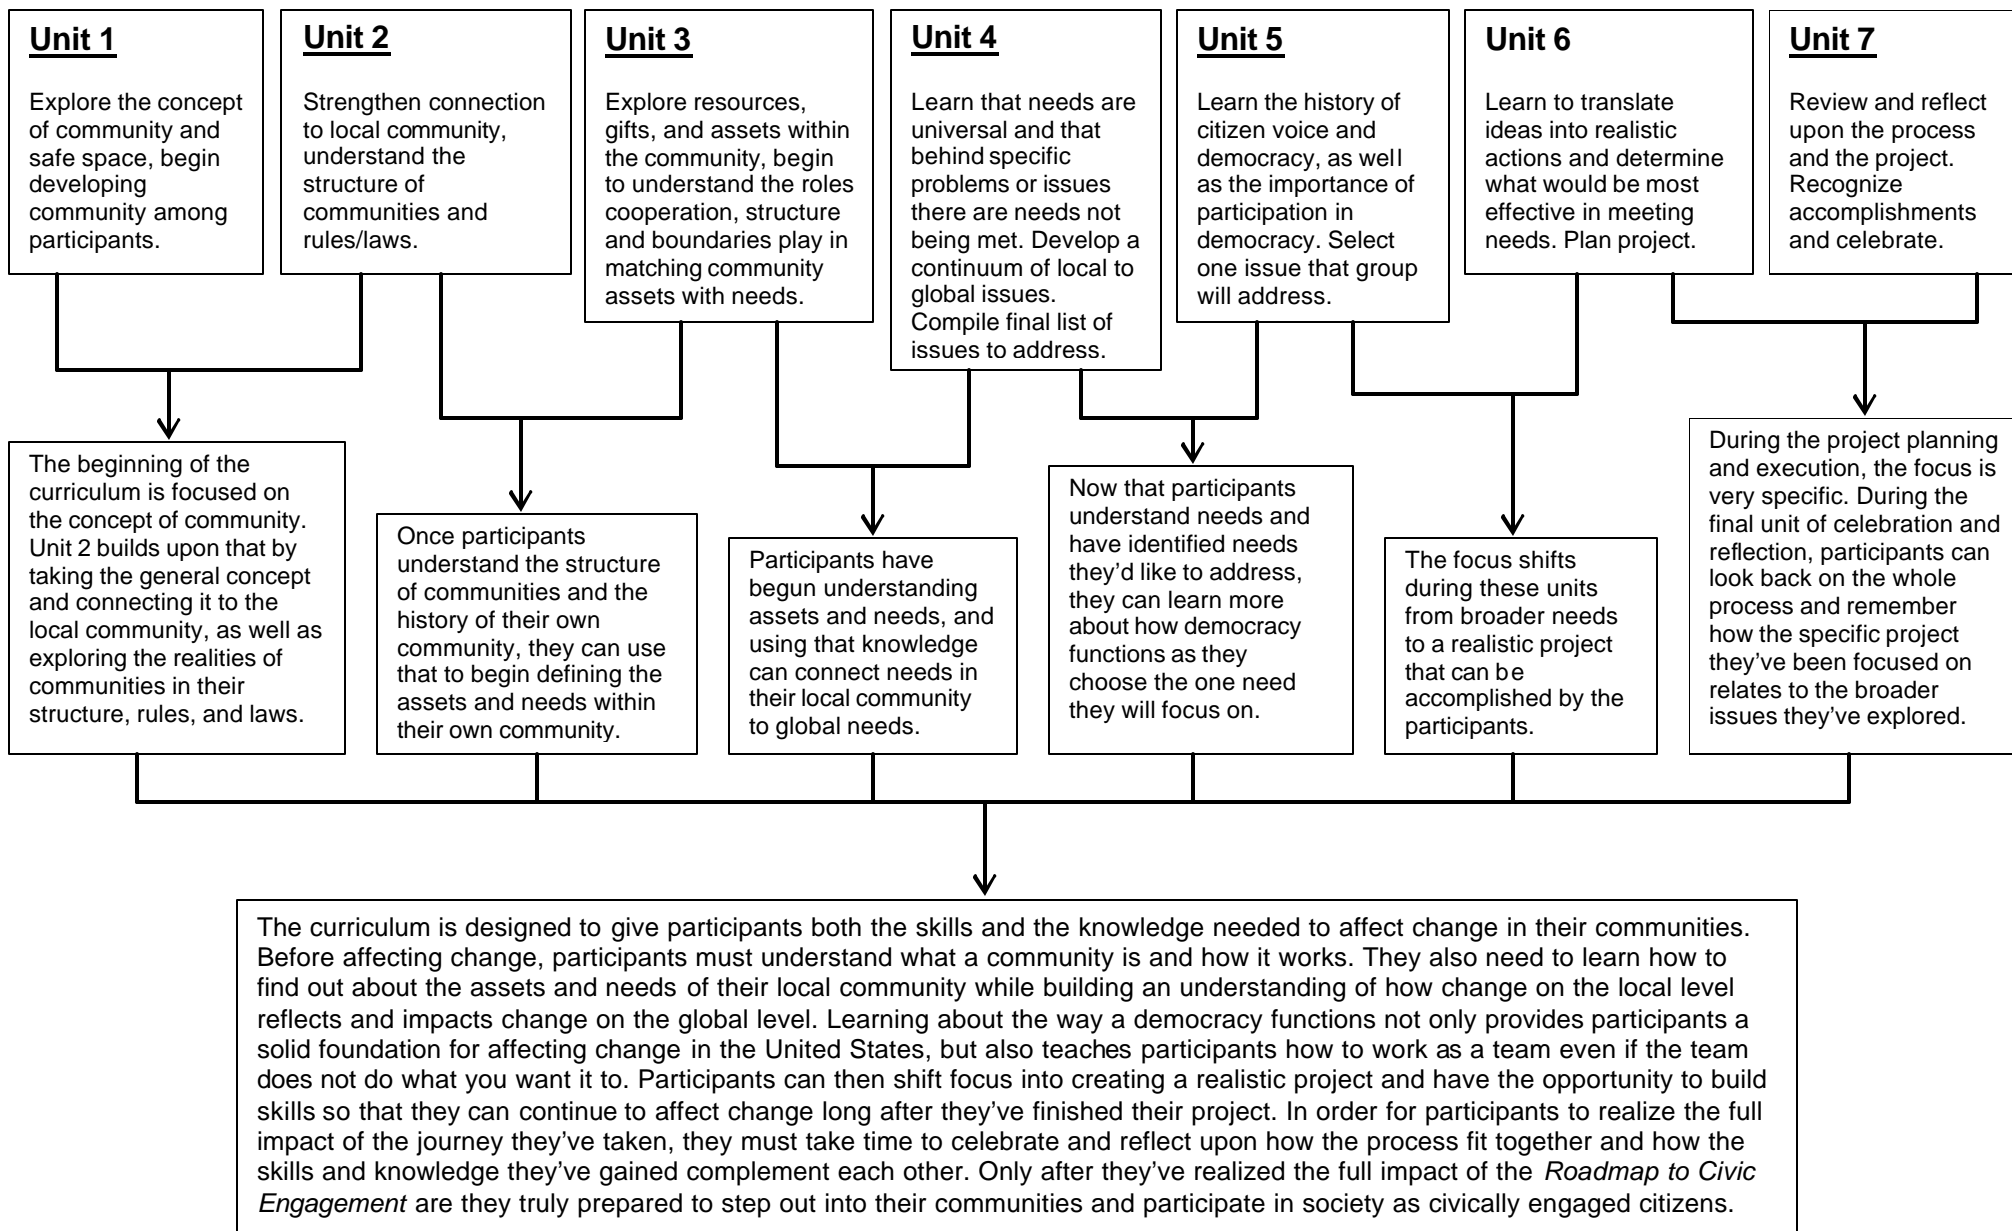 Unit 1
Explore the concept
of community and
safe space, begin
developing
community among
participants.
Unit 2
Strengthen connection
to local community,
understand the
structure of
communities and
rules/laws.
Unit 3
Explore resources,
gifts, and assets within
the community, begin
to understand the roles
cooperation, structure
and boundaries play in
matching community
assets with needs.
Unit 4
Learn that needs are
universal and that
behind specific
problems or issues
there are needs not
being met. Develop a
continuum of local to
global issues.
Compile final list of
issues to address.
Unit 5
Learn the history of
citizen voice and
democracy, as well
as the importance of
participation in
democracy. Select
one issue that group
will address.
Unit 6
Learn to translate
ideas into realistic
actions and determine
what would be most
effective in meeting
needs. Plan project.
Unit 7
Review and reflect
upon the process
and the project.
Recognize
accomplishments
and celebrate.
The beginning of the
curriculum is focused on
the concept of community.
Unit 2 builds upon that by
taking the general concept
and connecting it to the
local community, as well as
exploring the realities of
communities in their
structure, rules, and laws.
Once participants
understand the structure
of communities and the
history of their own
community, they can use
that to begin defining the
assets and needs within
their own community.
Participants have
begun understanding
assets and needs, and
using that knowledge
can connect needs in
their local community
to global needs.
Now that participants
understand needs and
have identified needs
they’d like to address,
they can learn more
about how democracy
functions as they
choose the one need
they will focus on.
The focus shifts
during these units
from broader needs
to a realistic project
that can be
accomplished by the
participants.
During the project planning
and execution, the focus is
very specific. During the
final unit of celebration and
reflection, participants can
look back on the whole
process and remember
how the specific project
they’ve been focused on
relates to the broader
issues they’ve explored.
The curriculum is designed to give participants both the skills and the knowledge needed to affect change in their communities.
Before affecting change, participants must understand what a community is and how it works. They also need to learn how to
find out about the assets and needs of their local community while building an understanding of how change on the local level
reflects and impacts change on the global level. Learning about the way a democracy functions not only provides participants a
solid foundation for affecting change in the United States, but also teaches participants how to work as a team even if the team
does not do what you want it to. Participants can then shift focus into creating a realistic project and have the opportunity to build
skills so that they can continue to affect change long after they’ve finished their project. In order for participants to realize the full
impact of the journey they’ve taken, they must take time to celebrate and reflect upon how the process fit together and how the
skills and knowledge they’ve gained complement each other. Only after they’ve realized the full impact of the Roadmap to Civic
Engagement are they truly prepared to step out into their communities and participate in society as civically engaged citizens.